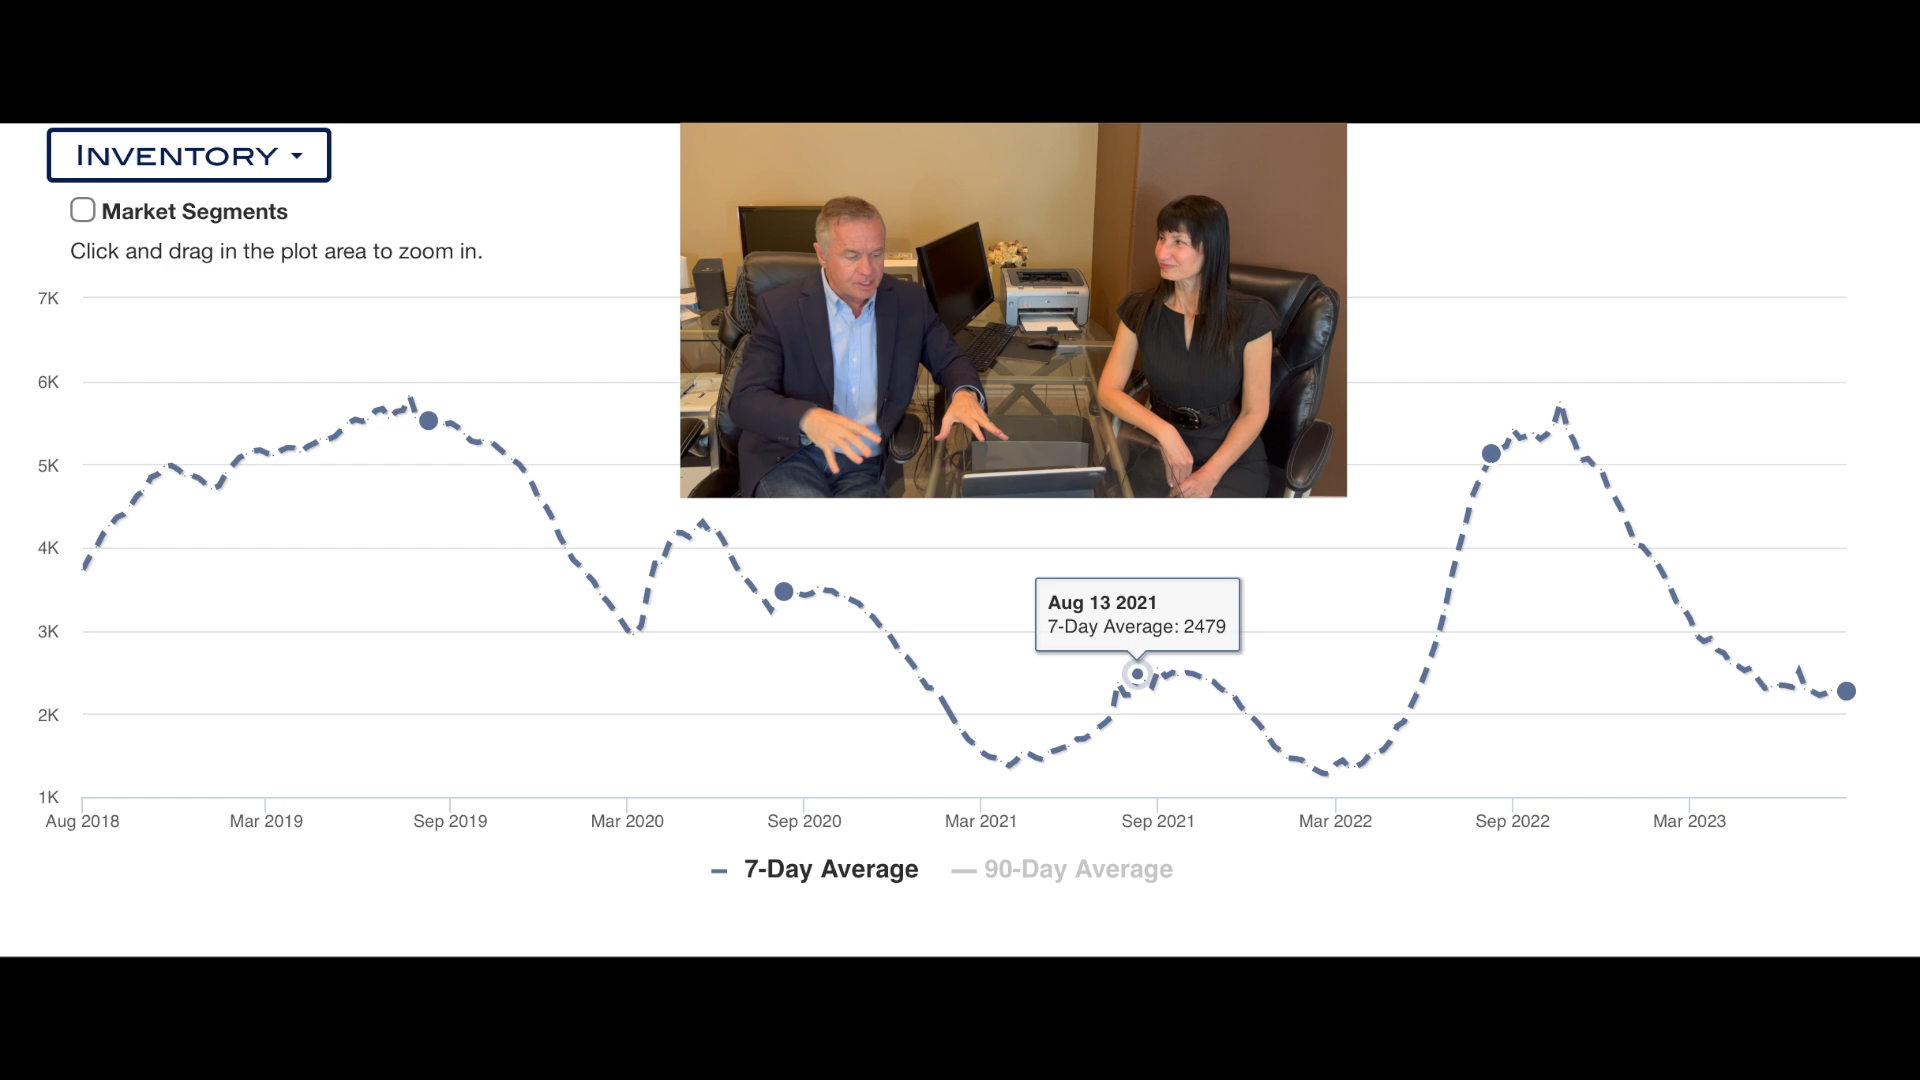 INVENTORY
Market Segments
Click and drag in the plot area to zoom in.
7K
6K
5K
4K
3K
2K
1K
Aug 13 2021
7-Day Average: 2479
Aug 2018 Mar 2019 Sep 2019 Mar 2020 Sep 2020 Mar 2021 Sep 2021 Mar 2022 Sep 2022 Mar 2023
7-Day Average 90-Day Average